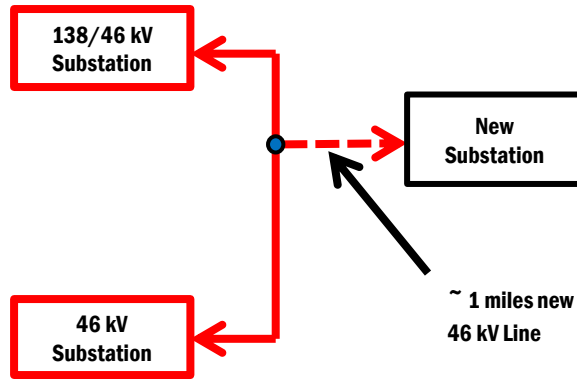 138/46 kV
Substation
New
Substation
~ 1 miles new
46 kV Line
46 kV
Substation